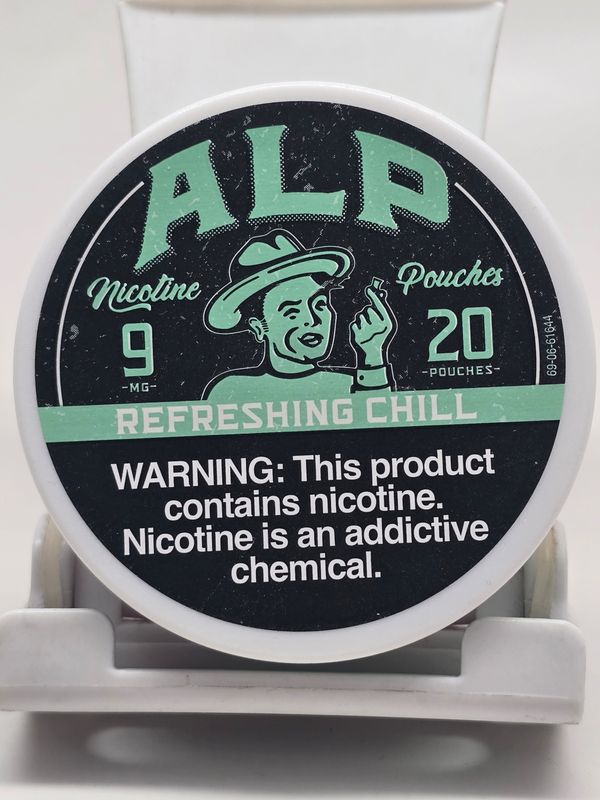 ALP
Nicotine Pouches
9
-MG-
20
-POUCHES-
69-06-61644
REFRESHING CHILL
WARNING: This product
contains nicotine.
Nicotine is an addictive
chemical.